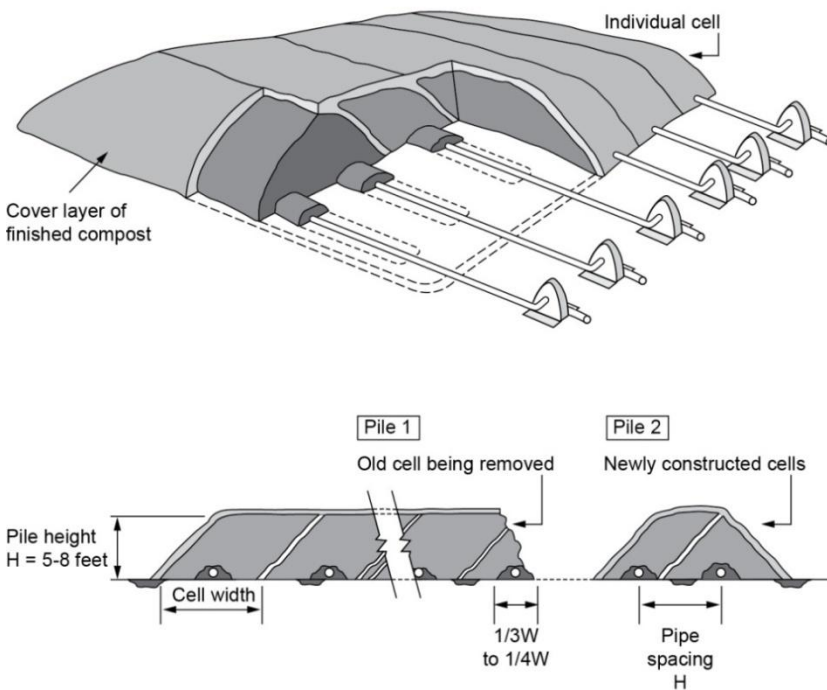 Individual cell
Cover layer of
finished compost
Pile 1
Old cell being removed
Pile 2
Newly constructed cells
Pile height
H = 5-8 feet
Cell width
1/3W
to 1/4W
Pipe
spacing
H